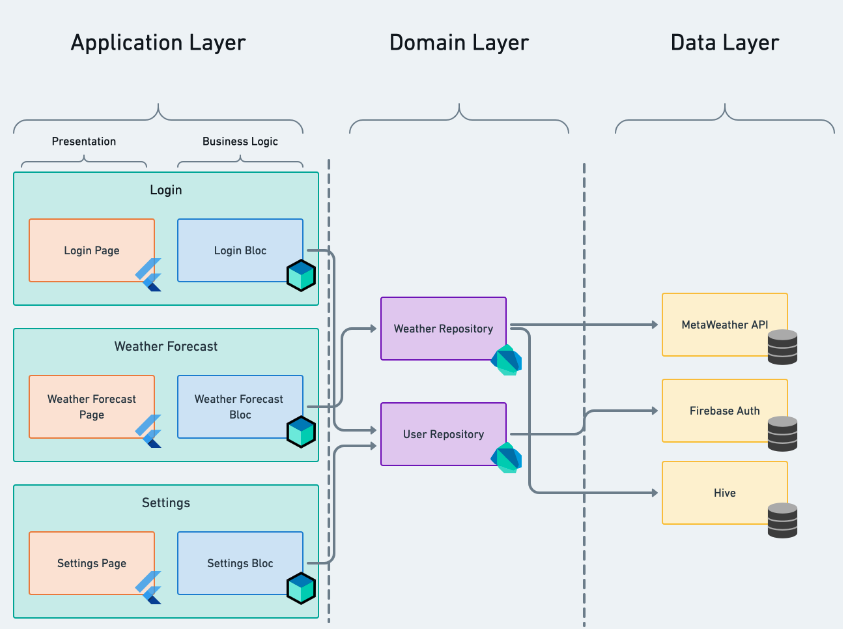 Application Layer
Domain Layer
Data Layer
Presentation
Business Logic
Login
Login Page
Login Bloc
Weather Forecast
Weather Forecast
Page
Weather Forecast
Bloc
Settings
Settings Page
Settings Bloc
Weather Repository
User Repository
MetaWeather API
Firebase Auth
Hive